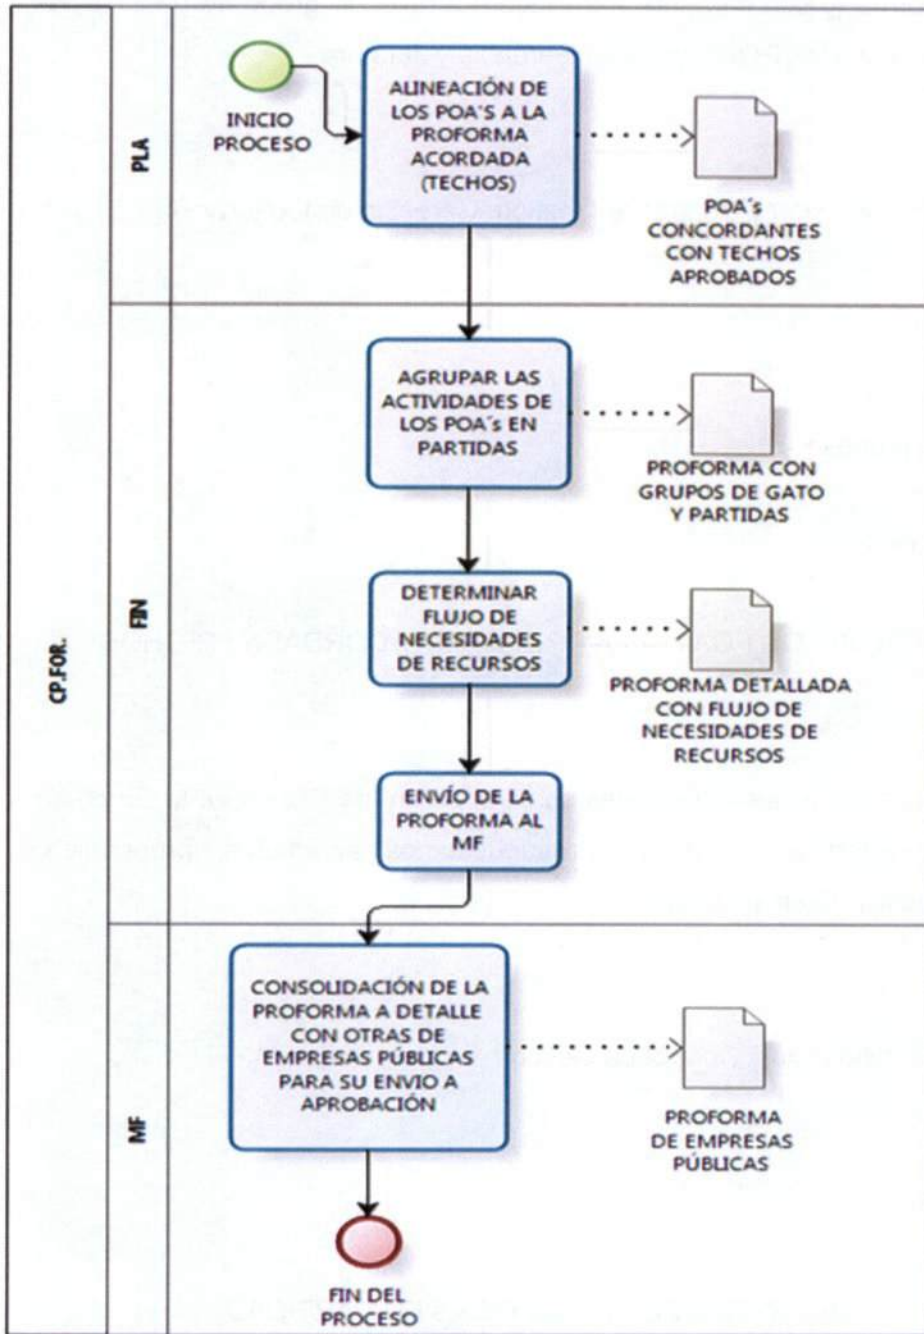 INICIO
PROCESO
ALINEACIÓN DE
LOS POA'S A LA
PROFORMA
ACORDADA
(TECHOS)
POA's
CONCORDANTES
CON TECHOS
APROBADOS
PLA
AGRUPAR LAS
ACTIVIDADES DE
LOS POA's EN
PARTIDAS
PROFORMA CON
GRUPOS DE GATO
Y PARTIDAS
DETERMINAR
FLUJO DE
NECESIDADES
DE RECURSOS
PROFORMA DETALLADA
CON FLUJO DE
NECESIDADES DE
RECURSOS
FIN
CP.FOR.
ENVÍO DE LA
PROFORMA AL
MF
CONSOLIDACIÓN DE LA
PROFORMA A DETALLE
CON OTRAS DE
EMPRESAS PÚBLICAS
PARA SU ENVIO A
APROBACIÓN
PROFORMA
DE EMPRESAS
PÚBLICAS
MF
FIN DEL
PROCESO